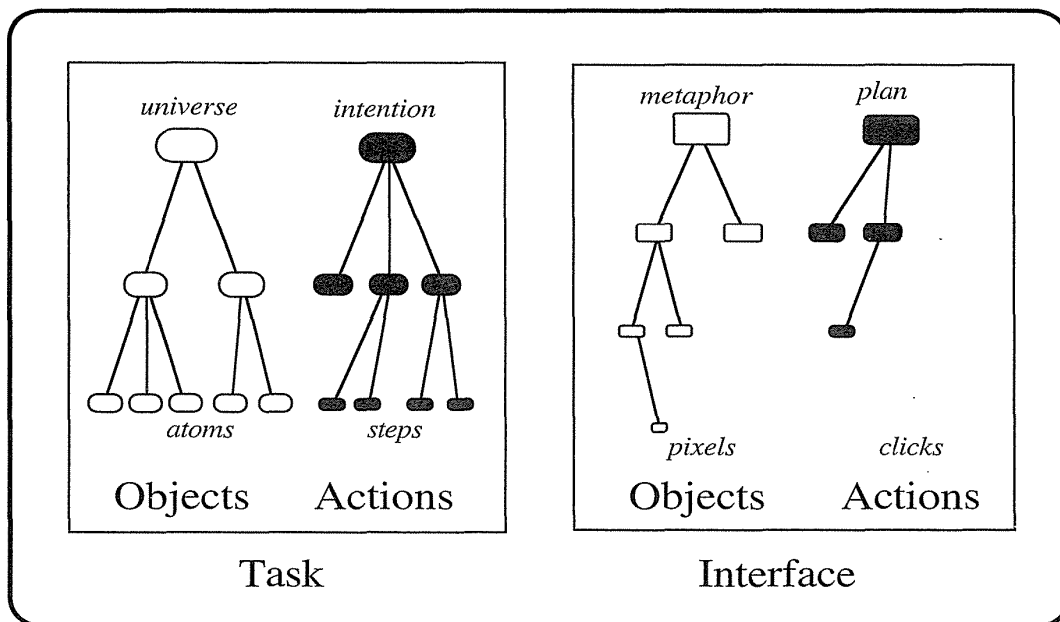 universe
intention
atoms
steps
Objects
Actions
Task
metaphor
plan
pixels
clicks
Objects
Actions
Interface